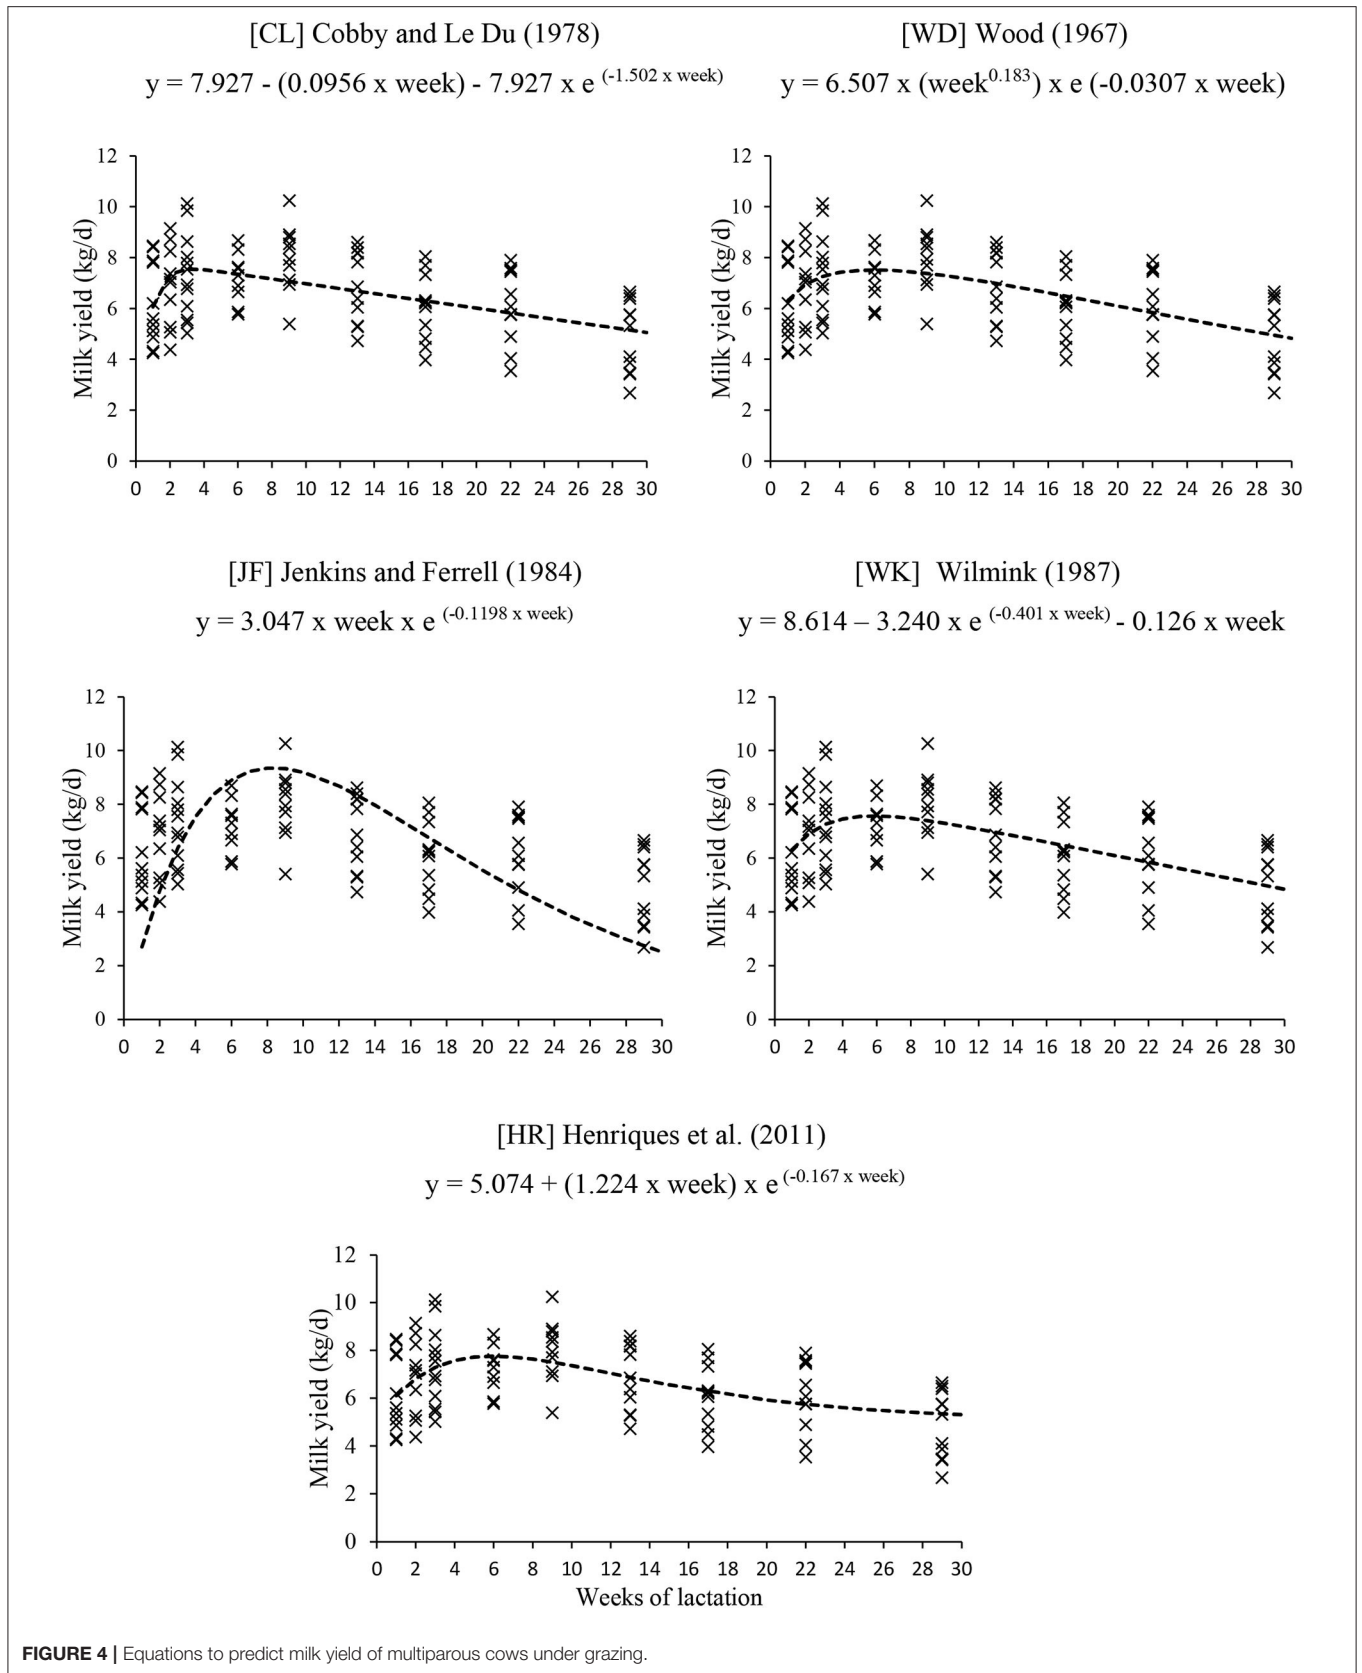 [CL] Cobby and Le Du (1978)
y = 7.927 - (0.0956 x week) - 7.927 x e (-1.502 x week)
12
10
8
6
4
2
0
Milk yield (kg/d)
0 2 4 6 8 10 12 14 16 18 20 22 24 26 28 30
[WD] Wood (1967)
y = 6.507 x (week0.183) x e (-0.0307 x week)
12
10
8
6
4
2
0
Milk yield (kg/d)
0 2 4 6 8 10 12 14 16 18 20 22 24 26 28 30
[JF] Jenkins and Ferrell (1984)
y = 3.047 x week x e (-0.1198 x week)
12
10
8
6
4
2
0
Milk yield (kg/d)
0 2 4 6 8 10 12 14 16 18 20 22 24 26 28 30
[WK] Wilmink (1987)
y = 8.614 – 3.240 x e (-0.401 x week) - 0.126 x week
12
10
8
6
4
2
0
Milk yield (kg/d)
0 2 4 6 8 10 12 14 16 18 20 22 24 26 28 30
[HR] Henriques et al. (2011)
y = 5.074 + (1.224 x week) x e (-0.167 x week)
12
10
8
6
4
2
0
Milk yield (kg/d)
0 2 4 6 8 10 12 14 16 18 20 22 24 26 28 30
Weeks of lactation
FIGURE 4 | Equations to predict milk yield of multiparous cows under grazing.